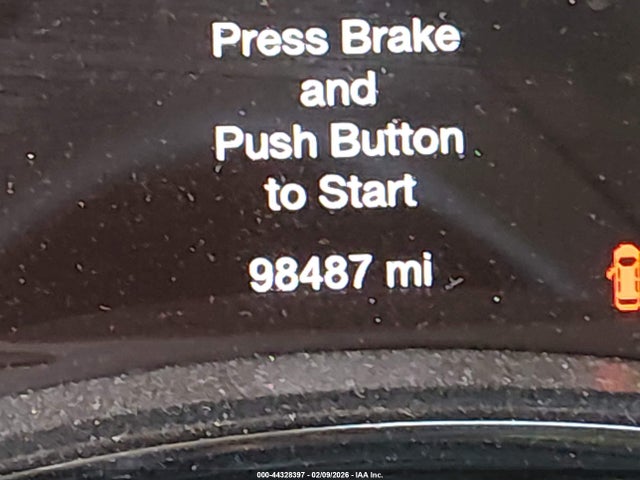 Press Brake
and
Push Button
to Start
98487 mi
000-44328397 - 02/09/2026 - IAA Inc.